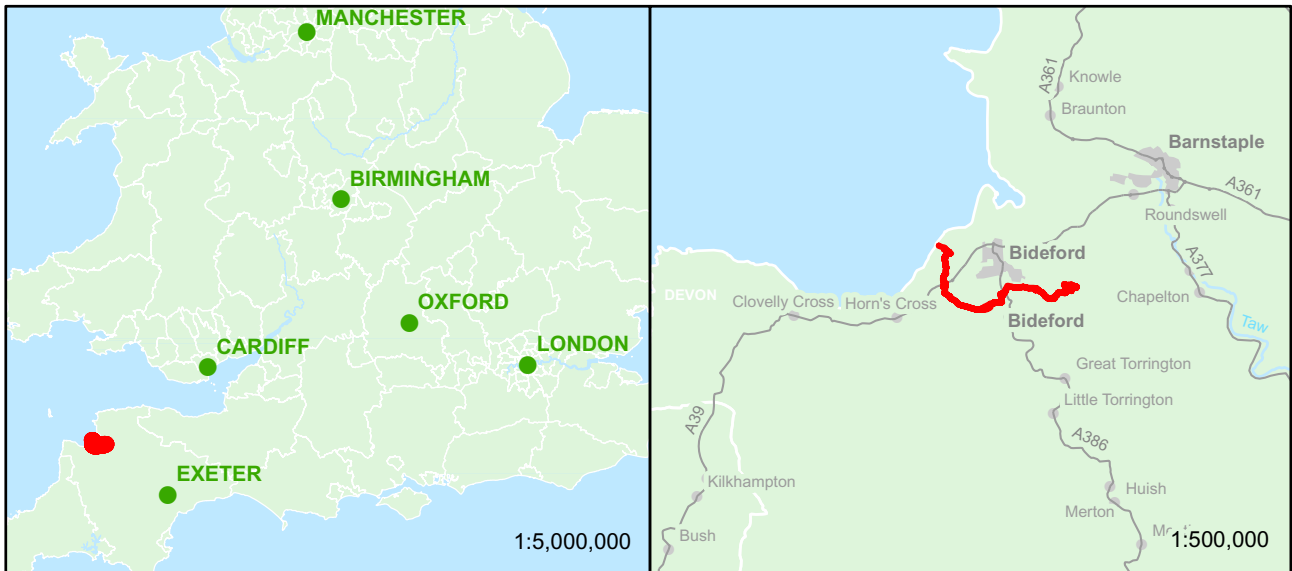 MANCHESTER
BIRMINGHAM
OXFORD
LONDON
CARDIFF
EXETER
1:5,000,000
A361
Knowle
Braunton
Barnstaple
A361
Roundswell
Bideford
A377
DEVON
Clovelly Cross
Horn's Cross
Chapelton
Bideford
Taw
Great Torrington
Little Torrington
A39
A386
Kilkhampton
Huish
Merton
Bush
1:500,000